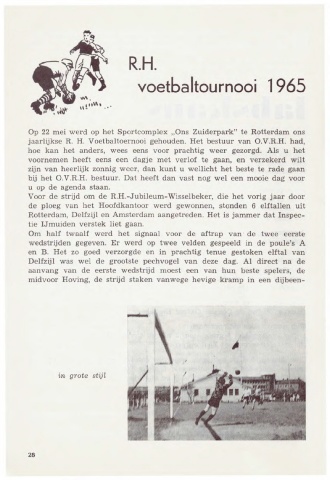 R.H.
voetbaltournooi 1965
Op 22 mei werd op het Sportcomplex „Ons Zuiderpark" te Rotterdam ons
jaarlijkse R. H. Voetbaltournooi gehouden. Het bestuur van O.V.R.H. had,
hoe kan het anders, wees eens voor prachtig weer gezorgd. Als u het
voornemen heeft eens een dagje met verlof te gaan, en verzekerd wilt
zijn van heerlijk zonnig weer, dan kunt u wellicht het beste te rade gaan
bij het O.V.R.H. bestuur. Dat heeft dan vast nog wel een mooie dag voor
u op de agenda staan.
Voor de strijd om de R.H.-Jubileum-Wisselbeker, die het vorig jaar door
de ploeg van het Hoofdkantoor werd gewonnen, stonden 6 elftallen uit
Rotterdam, Delfzijl en Amsterdam aangetreden. Het is jammer dat Inspec-
tie IJmuiden verstek liet gaan.
Om half twaalf werd het signaal voor de aftrap van de twee eerste
wedstrijden gegeven. Er werd op twee velden gespeeld in de poule's A
en B. Het zo goed verzorgde en in prachtig tenue gestoken elftal van
Delfzijl was wel de grootste pechvogel van deze dag. Al direct na de
aanvang van de eerste wedstrijd moest een van hun beste spelers, de
midvoor Hoving, de strijd staken vanwege hevige kramp in een dijbeen-
in grote stijl
28